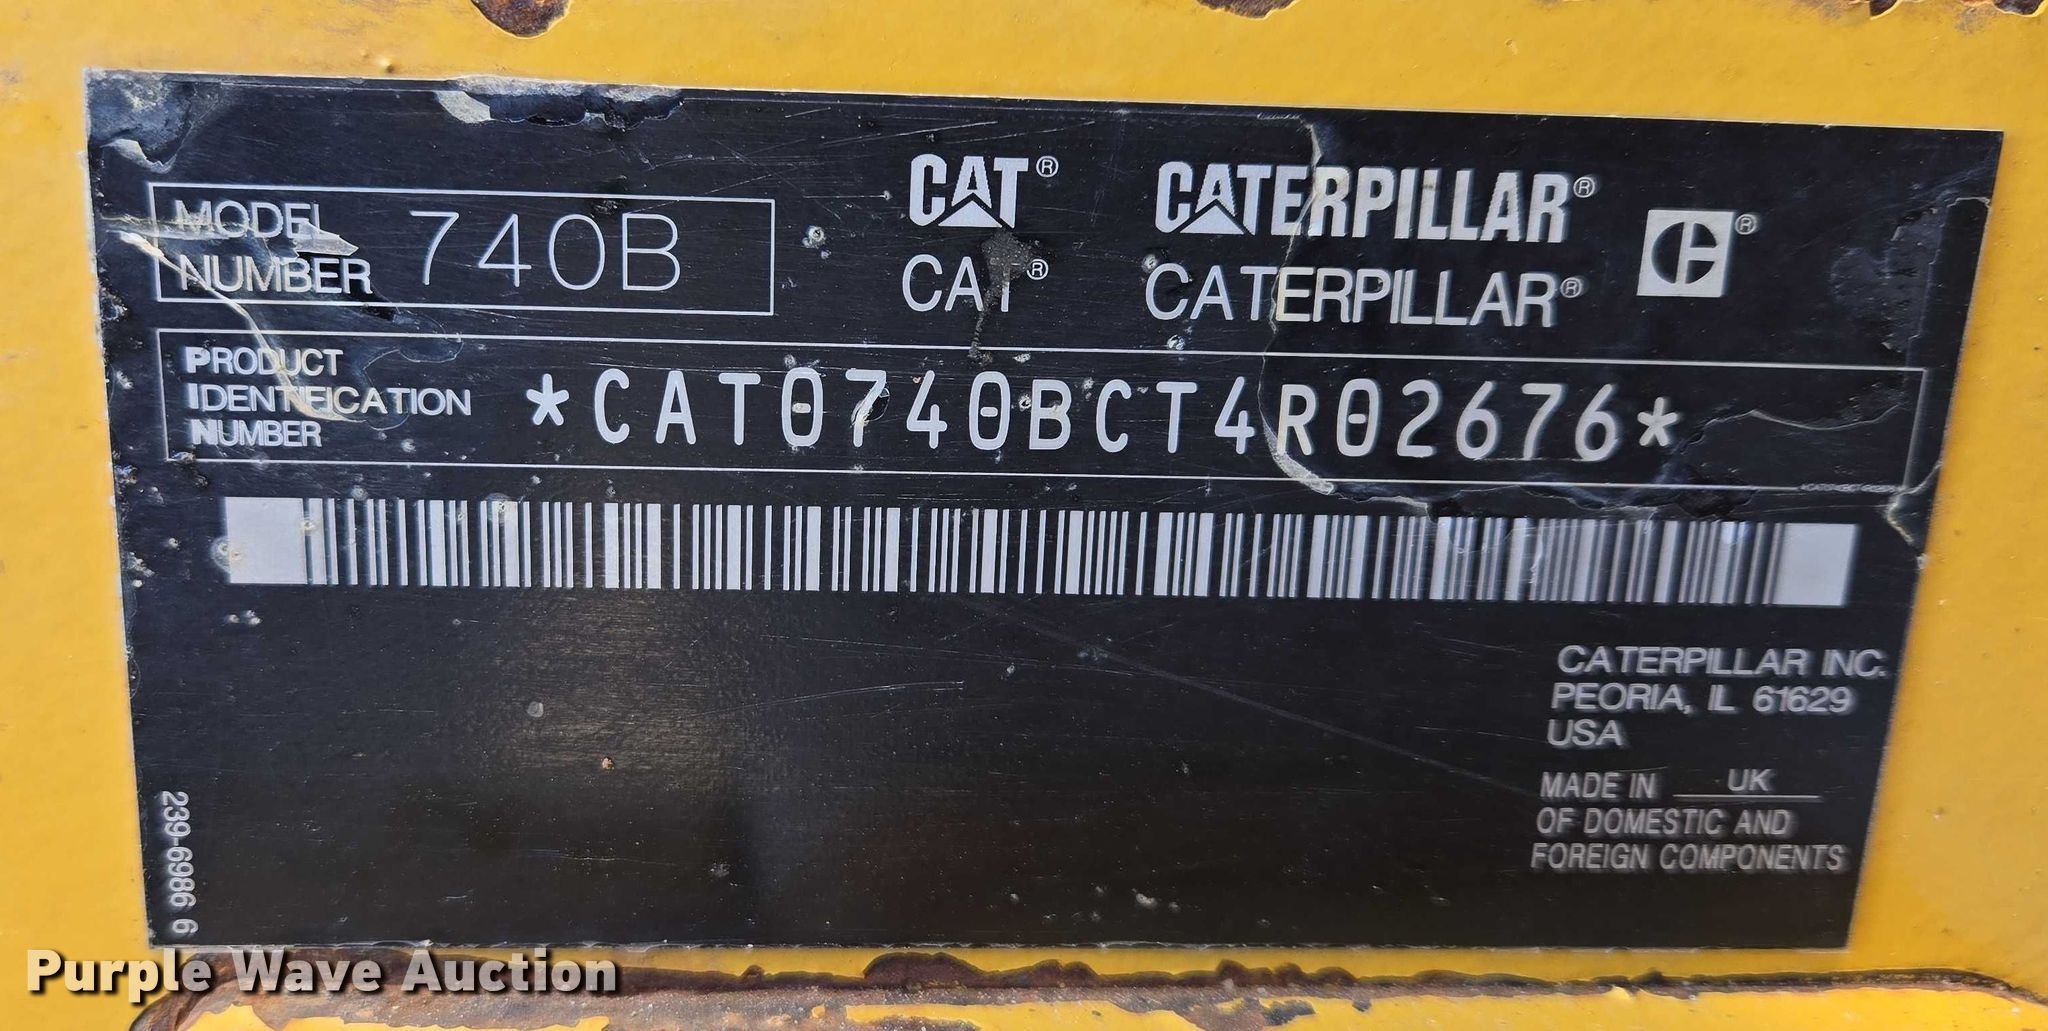 MODEL
NUMBER 740B
CAT® CATERPILLAR® ®
CAT® CATERPILLAR®
PRODUCT
IDENTIFICATION
NUMBER
*CAT0740BCT4R02676*
CATERPILLAR INC.
PEORIA, IL 61629
USA
MADE IN UK
OF DOMESTIC AND
FOREIGN COMPONENTS
239-6986 6
Purple Wave Auction